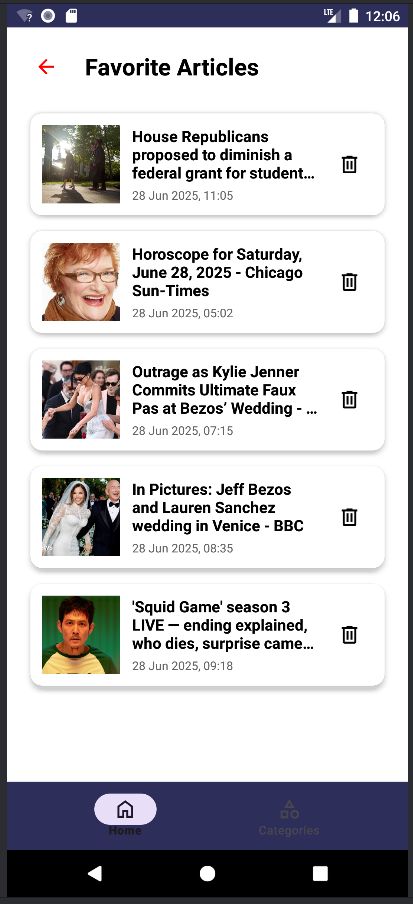 LTE 12:06
Favorite Articles
House Republicans
proposed to diminish a
federal grant for student...
28 Jun 2025, 11:05
Horoscope for Saturday,
June 28, 2025 - Chicago
Sun-Times
28 Jun 2025, 05:02
Outrage as Kylie Jenner
Commits Ultimate Faux
Pas at Bezos’ Wedding - ...
28 Jun 2025, 07:15
In Pictures: Jeff Bezos
and Lauren Sanchez
wedding in Venice - BBC
28 Jun 2025, 08:35
'Squid Game' season 3
LIVE — ending explained,
who dies, surprise came...
28 Jun 2025, 09:18
Home Categories